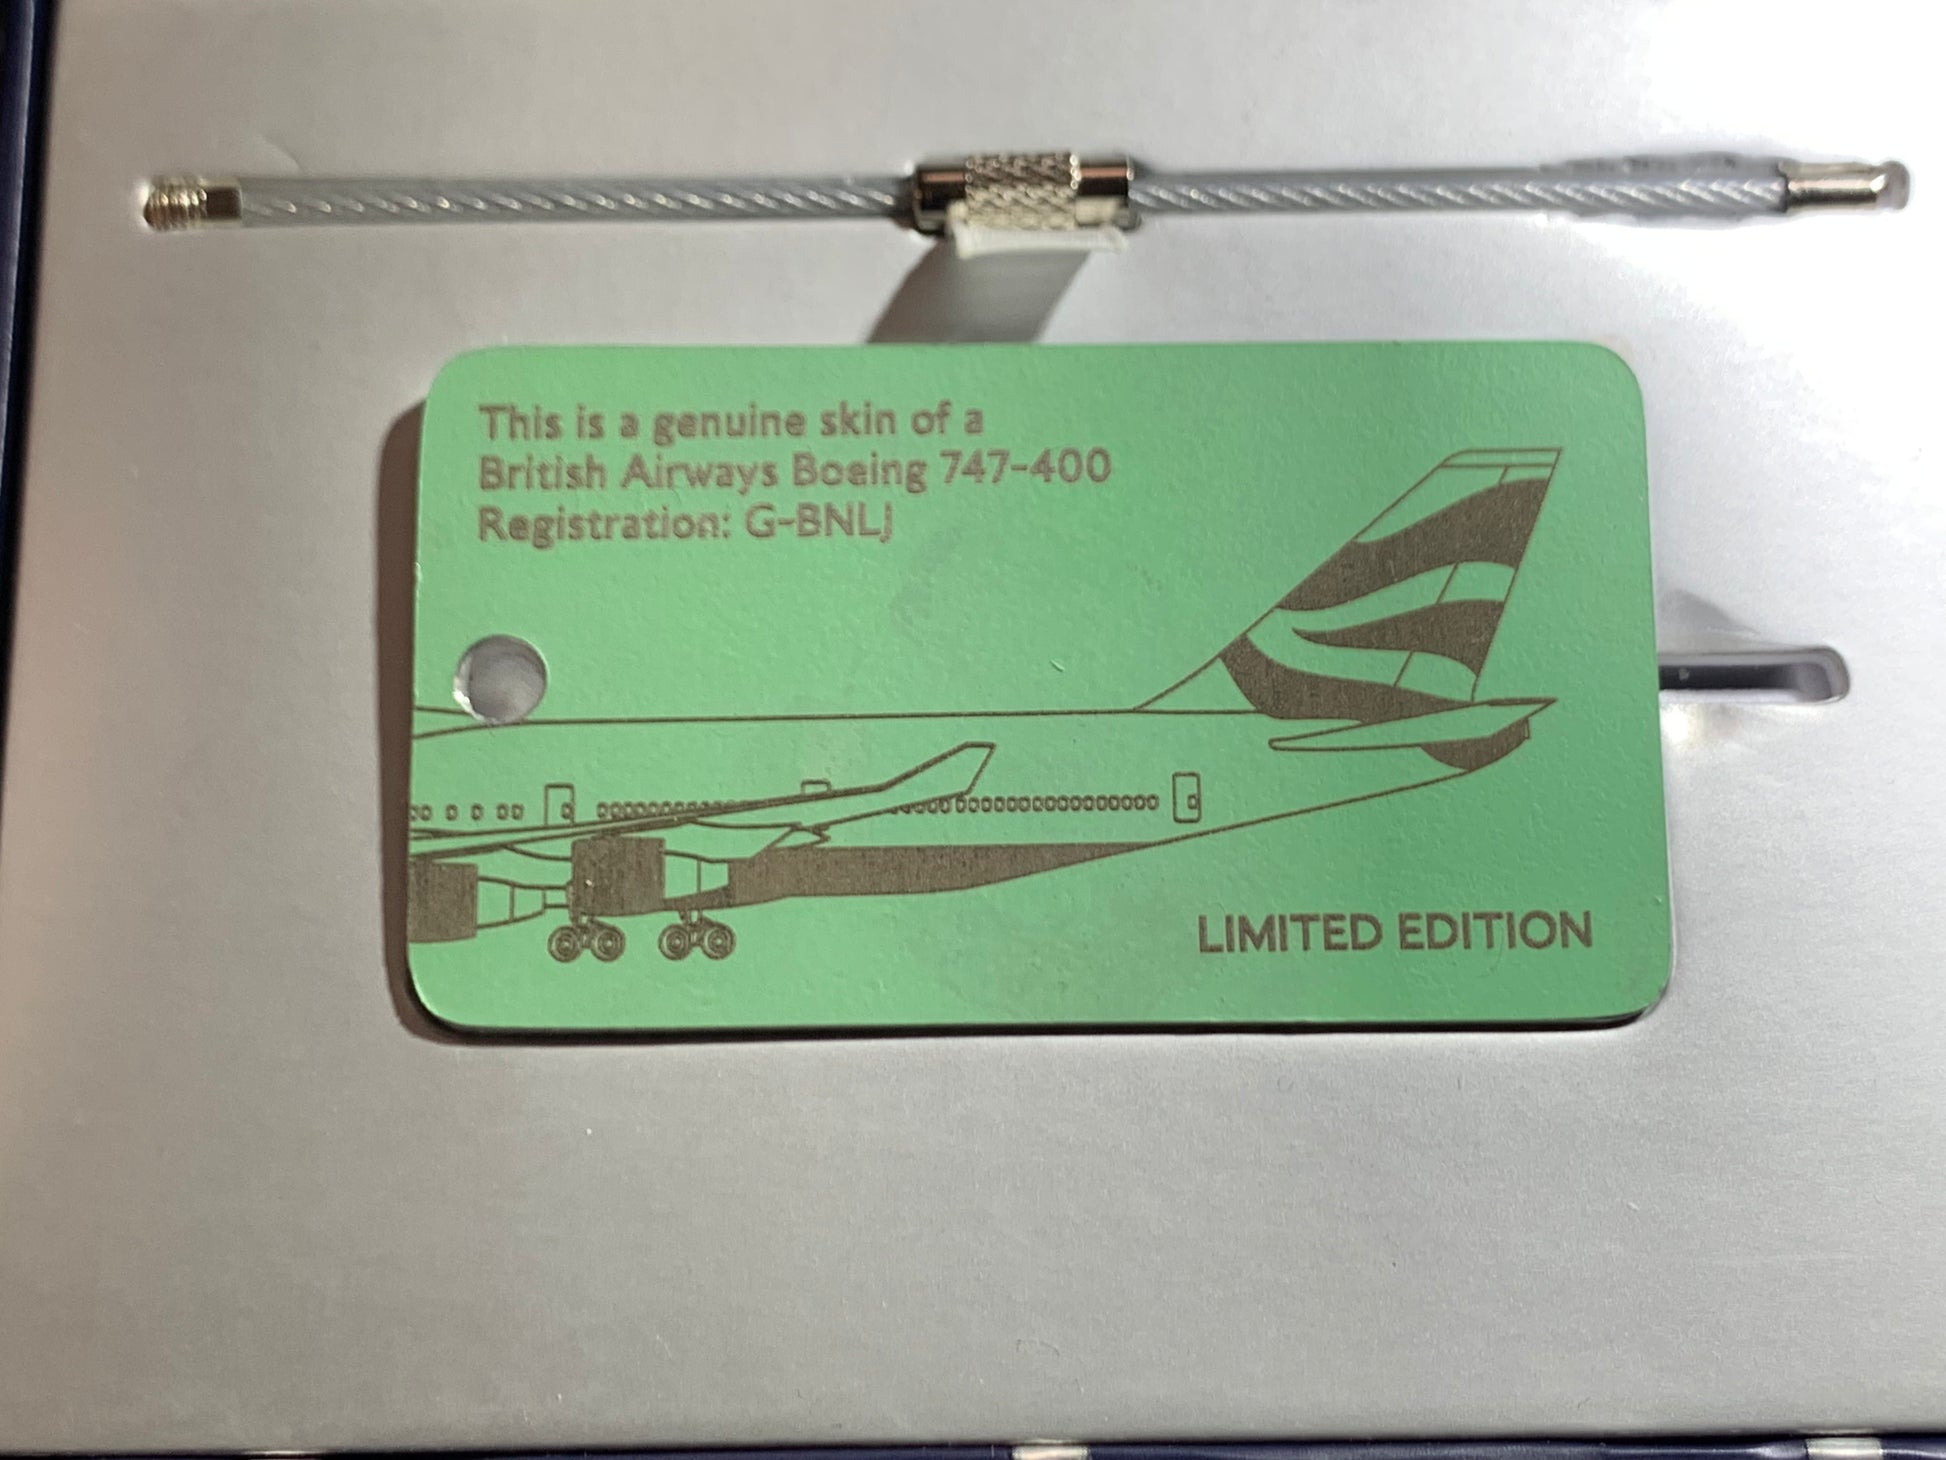 This is a genuine skin of a
British Airways Boeing 747-400
Registration: G-BNLJ
LIMITED EDITION